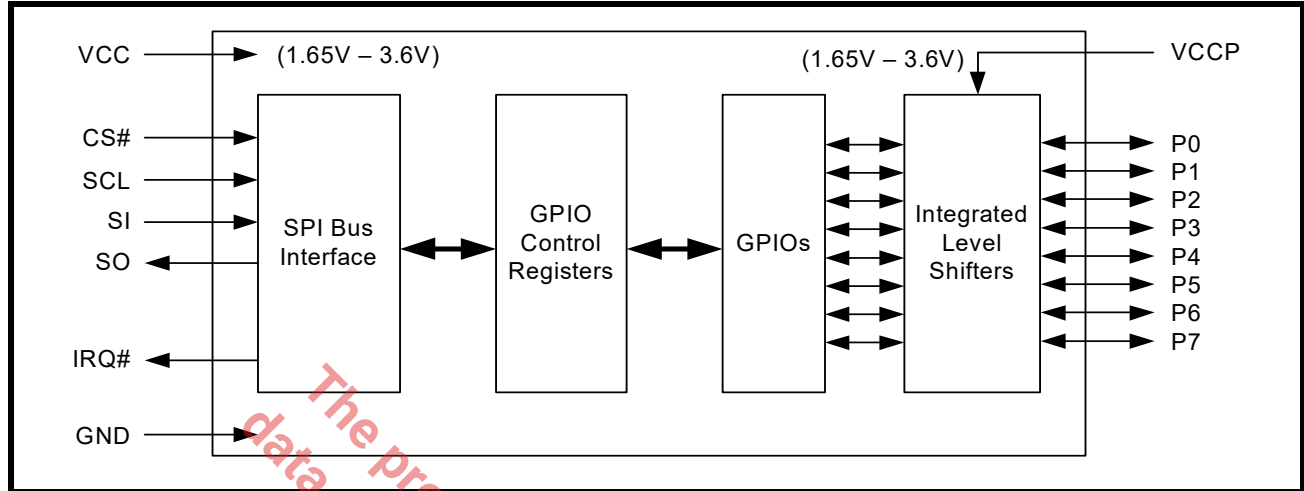 VCC
(1.65V – 3.6V)
(1.65V – 3.6V)
VCCP
CS#
SCL
SI
SO
IRQ#
GND
SPI Bus
Interface
GPIO
Control
Registers
GPIOs
Integrated
Level
Shifters
P0
P1
P2
P3
P4
P5
P6
P7
The
data